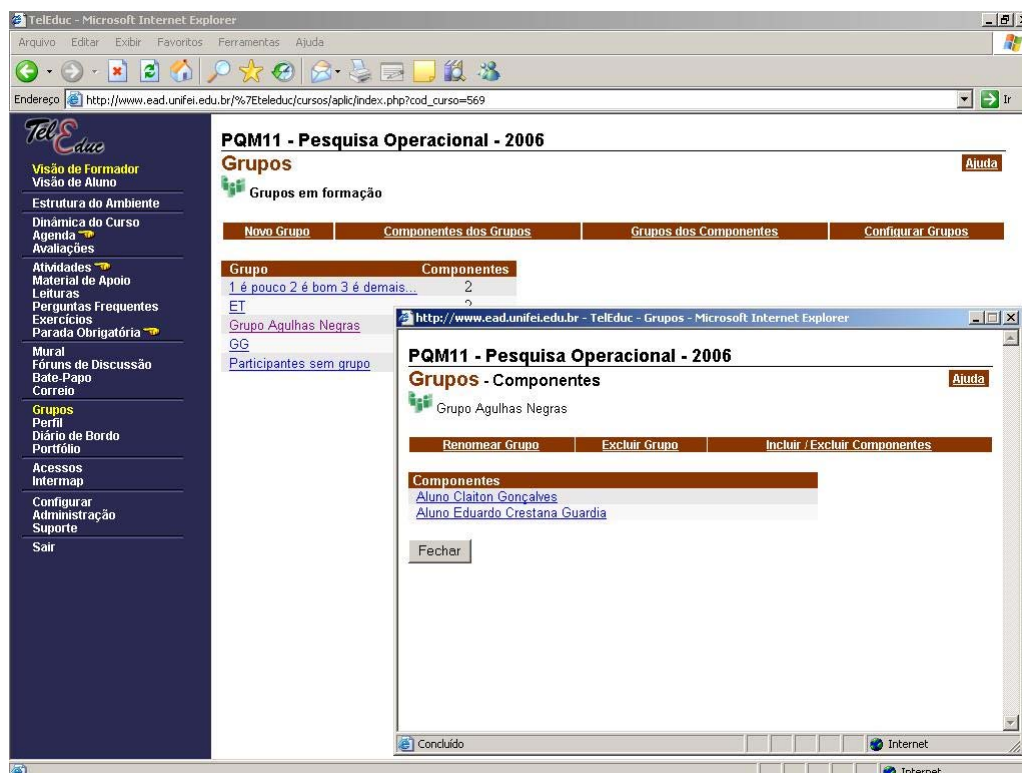 TelEduc - Microsoft Internet Explorer
Arquivo Editar Exibir Favoritos Ferramentas Ajuda
Endereço http://www.ead.unifei.edu.br/%7Eteleduc/cursos/aplic/index.php?cod_curso=569 Ir
TelEduc
Visão de Formador
Visão de Aluno
Estrutura do Ambiente
Dinâmica do Curso
Agenda
Avaliações
Atividades
Material de Apoio
Leituras
Perguntas Frequentes
Exercícios
Parada Obrigatória
Mural
Fóruns de Discussão
Bate-Papo
Correio
Grupos
Perfil
Diário de Bordo
Portfólio
Acessos
Intermap
Configurar
Administração
Suporte
Sair
PQM11 - Pesquisa Operacional - 2006
Grupos Ajuda
Grupos em formação
Novo Grupo Componentes dos Grupos Grupos dos Componentes Configurar Grupos
Grupo Componentes
1 é pouco 2 é bom 3 é demais... 2
ET 2
Grupo Agulhas Negras
GG
Participantes sem grupo
http://www.ead.unifei.edu.br - TelEduc - Grupos - Microsoft Internet Explorer
PQM11 - Pesquisa Operacional - 2006
Grupos - Componentes Ajuda
Grupo Agulhas Negras
Renomear Grupo Excluir Grupo Incluir / Excluir Componentes
Componentes
Aluno Claiton Gonçalves
Aluno Eduardo Crestana Guardia
Fechar
Concluído Internet
Internet